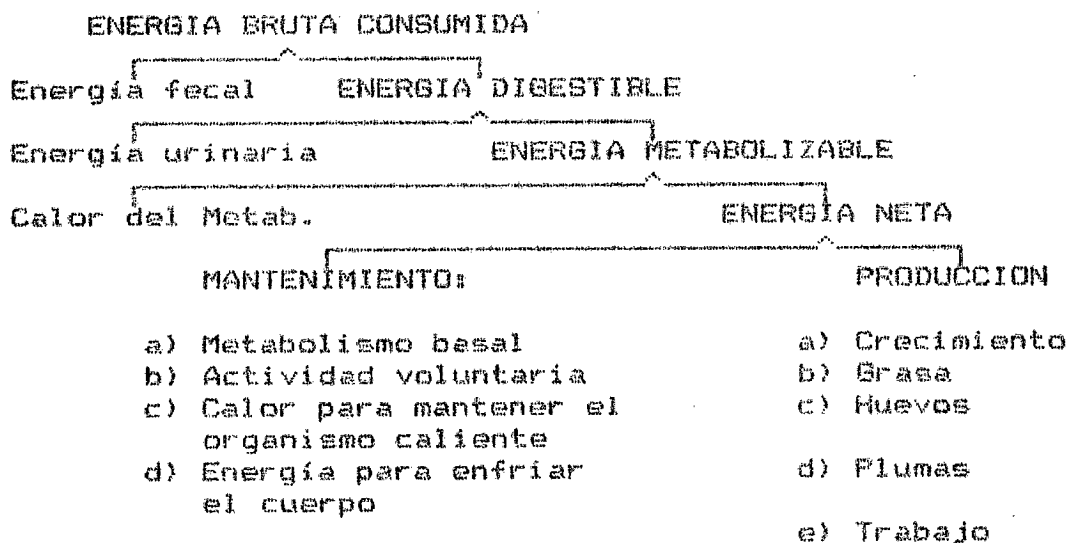 ENERGIA BRUTA CONSUMIDA
Energía fecal ENERGIA DIGESTIBLE
Energía urinaria ENERGIA METABOLIZABLE
Calor del Metab. ENERGIA NETA
MANTENIMIENTO: PRODUCCION
a) Metabolismo basal a) Crecimiento
b) Actividad voluntaria b) Grasa
c) Calor para mantener el c) Huevos
organismo caliente
d) Energía para enfriar d) Plumas
el cuerpo
e) Trabajo